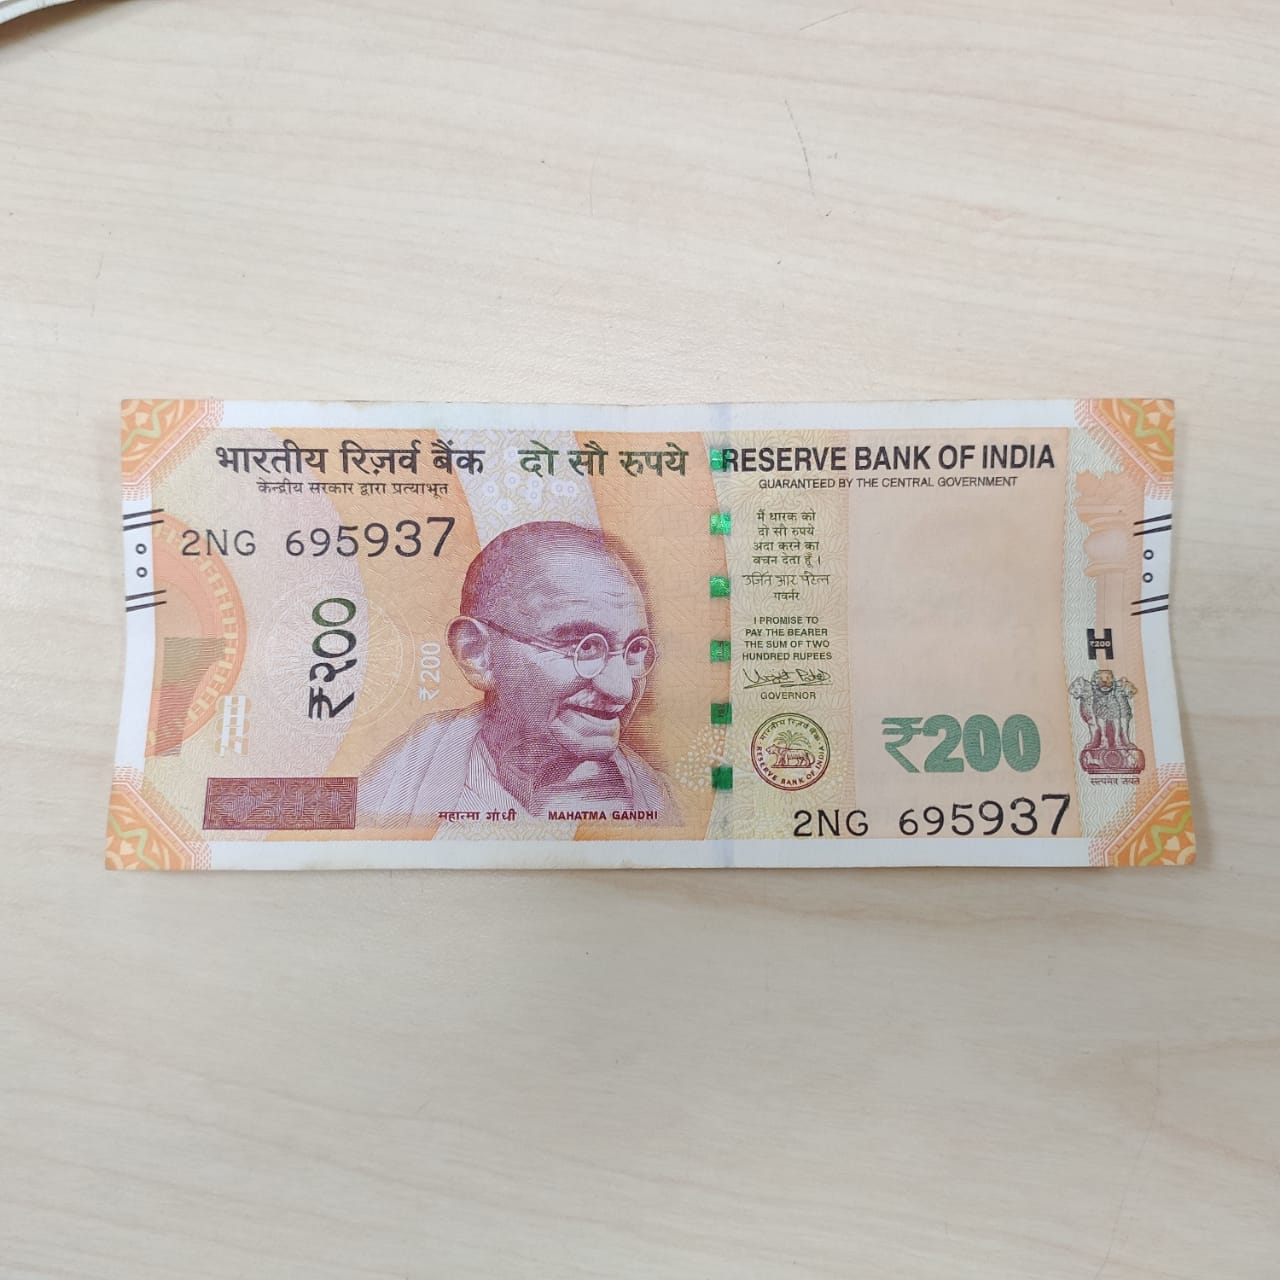 भारतीय रिज़र्व बैंक
केन्द्रीय सरकार द्वारा प्रत्याभूत
दो सौ रुपये
RESERVE BANK OF INDIA
GUARANTEED BY THE CENTRAL GOVERNMENT
2NG 695937
₹२००
₹200
महात्मा गांधी
MAHATMA GANDHI
मैं धारक को
दो सौ रुपये
अदा करने का
वचन देता हूँ ।
उर्जित आर पटेल
गवर्नर
I PROMISE TO
PAY THE BEARER
THE SUM OF TWO
HUNDRED RUPEES
GOVERNOR
भारतीय रिज़र्व बैंक
RESERVE BANK OF INDIA
₹200
2NG 695937
H
₹200
सत्यमेव जयते